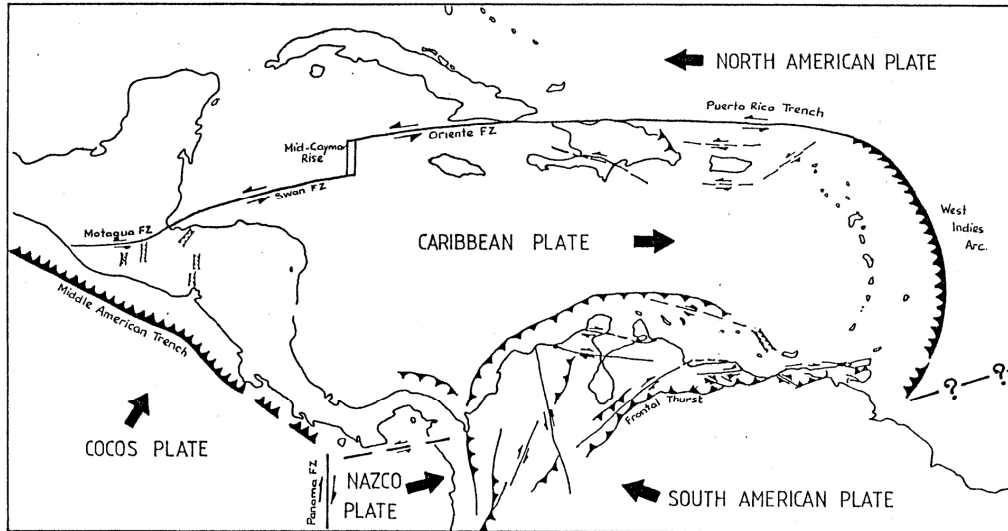 NORTH AMERICAN PLATE
Puerto Rico Trench
Oriente FZ
Mid-Cayma
Rise
Swan FZ
West
Indies
Arc.
Motagua FZ
CARIBBEAN PLATE
Middle American Trench
? — ?
Frontal Thurst
COCOS PLATE
NAZCO
PLATE
Panama FZ
SOUTH AMERICAN PLATE